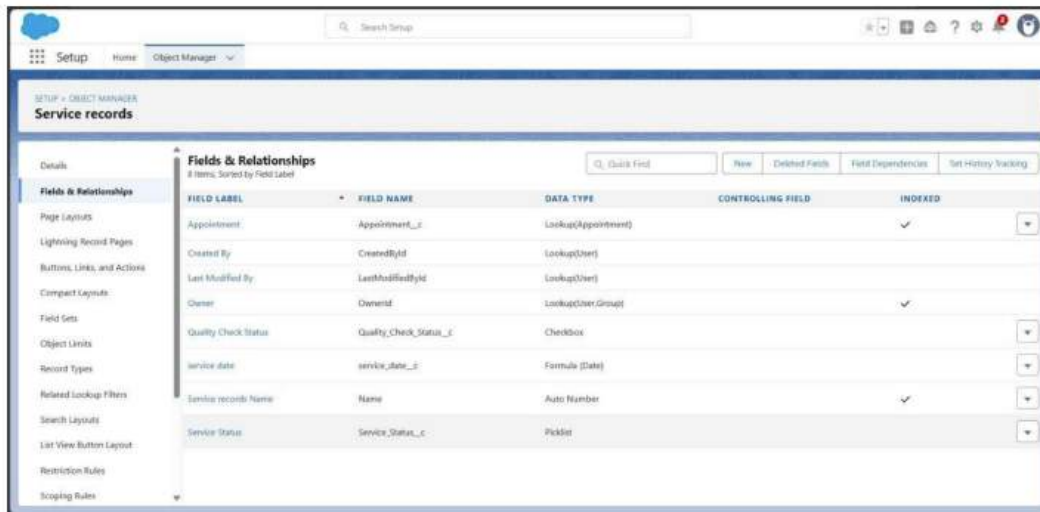 Search Setup
2
Setup Home Object Manager
SETUP > OBJECT MANAGER
Service records
Details
Fields & Relationships
Page Layouts
Lightning Record Pages
Buttons, Links, and Actions
Compact Layouts
Field Sets
Object Limits
Record Types
Related Lookup Filters
Search Layouts
List View Button Layout
Restriction Rules
Scoping Rules
Fields & Relationships
8 Items, Sorted by Field Label
Quick Find
New Deleted Fields Field Dependencies Set History Tracking
FIELD LABEL FIELD NAME DATA TYPE CONTROLLING FIELD INDEXED
Appointment Appointment__c Lookup(Appointment)
Created By CreatedById Lookup(User)
Last Modified By LastModifiedById Lookup(User)
Owner OwnerId Lookup(User,Group)
Quality Check Status Quality_Check_Status__c Checkbox
service date service_date__c Formula (Date)
Service records Name Name Auto Number
Service Status Service_Status__c Picklist